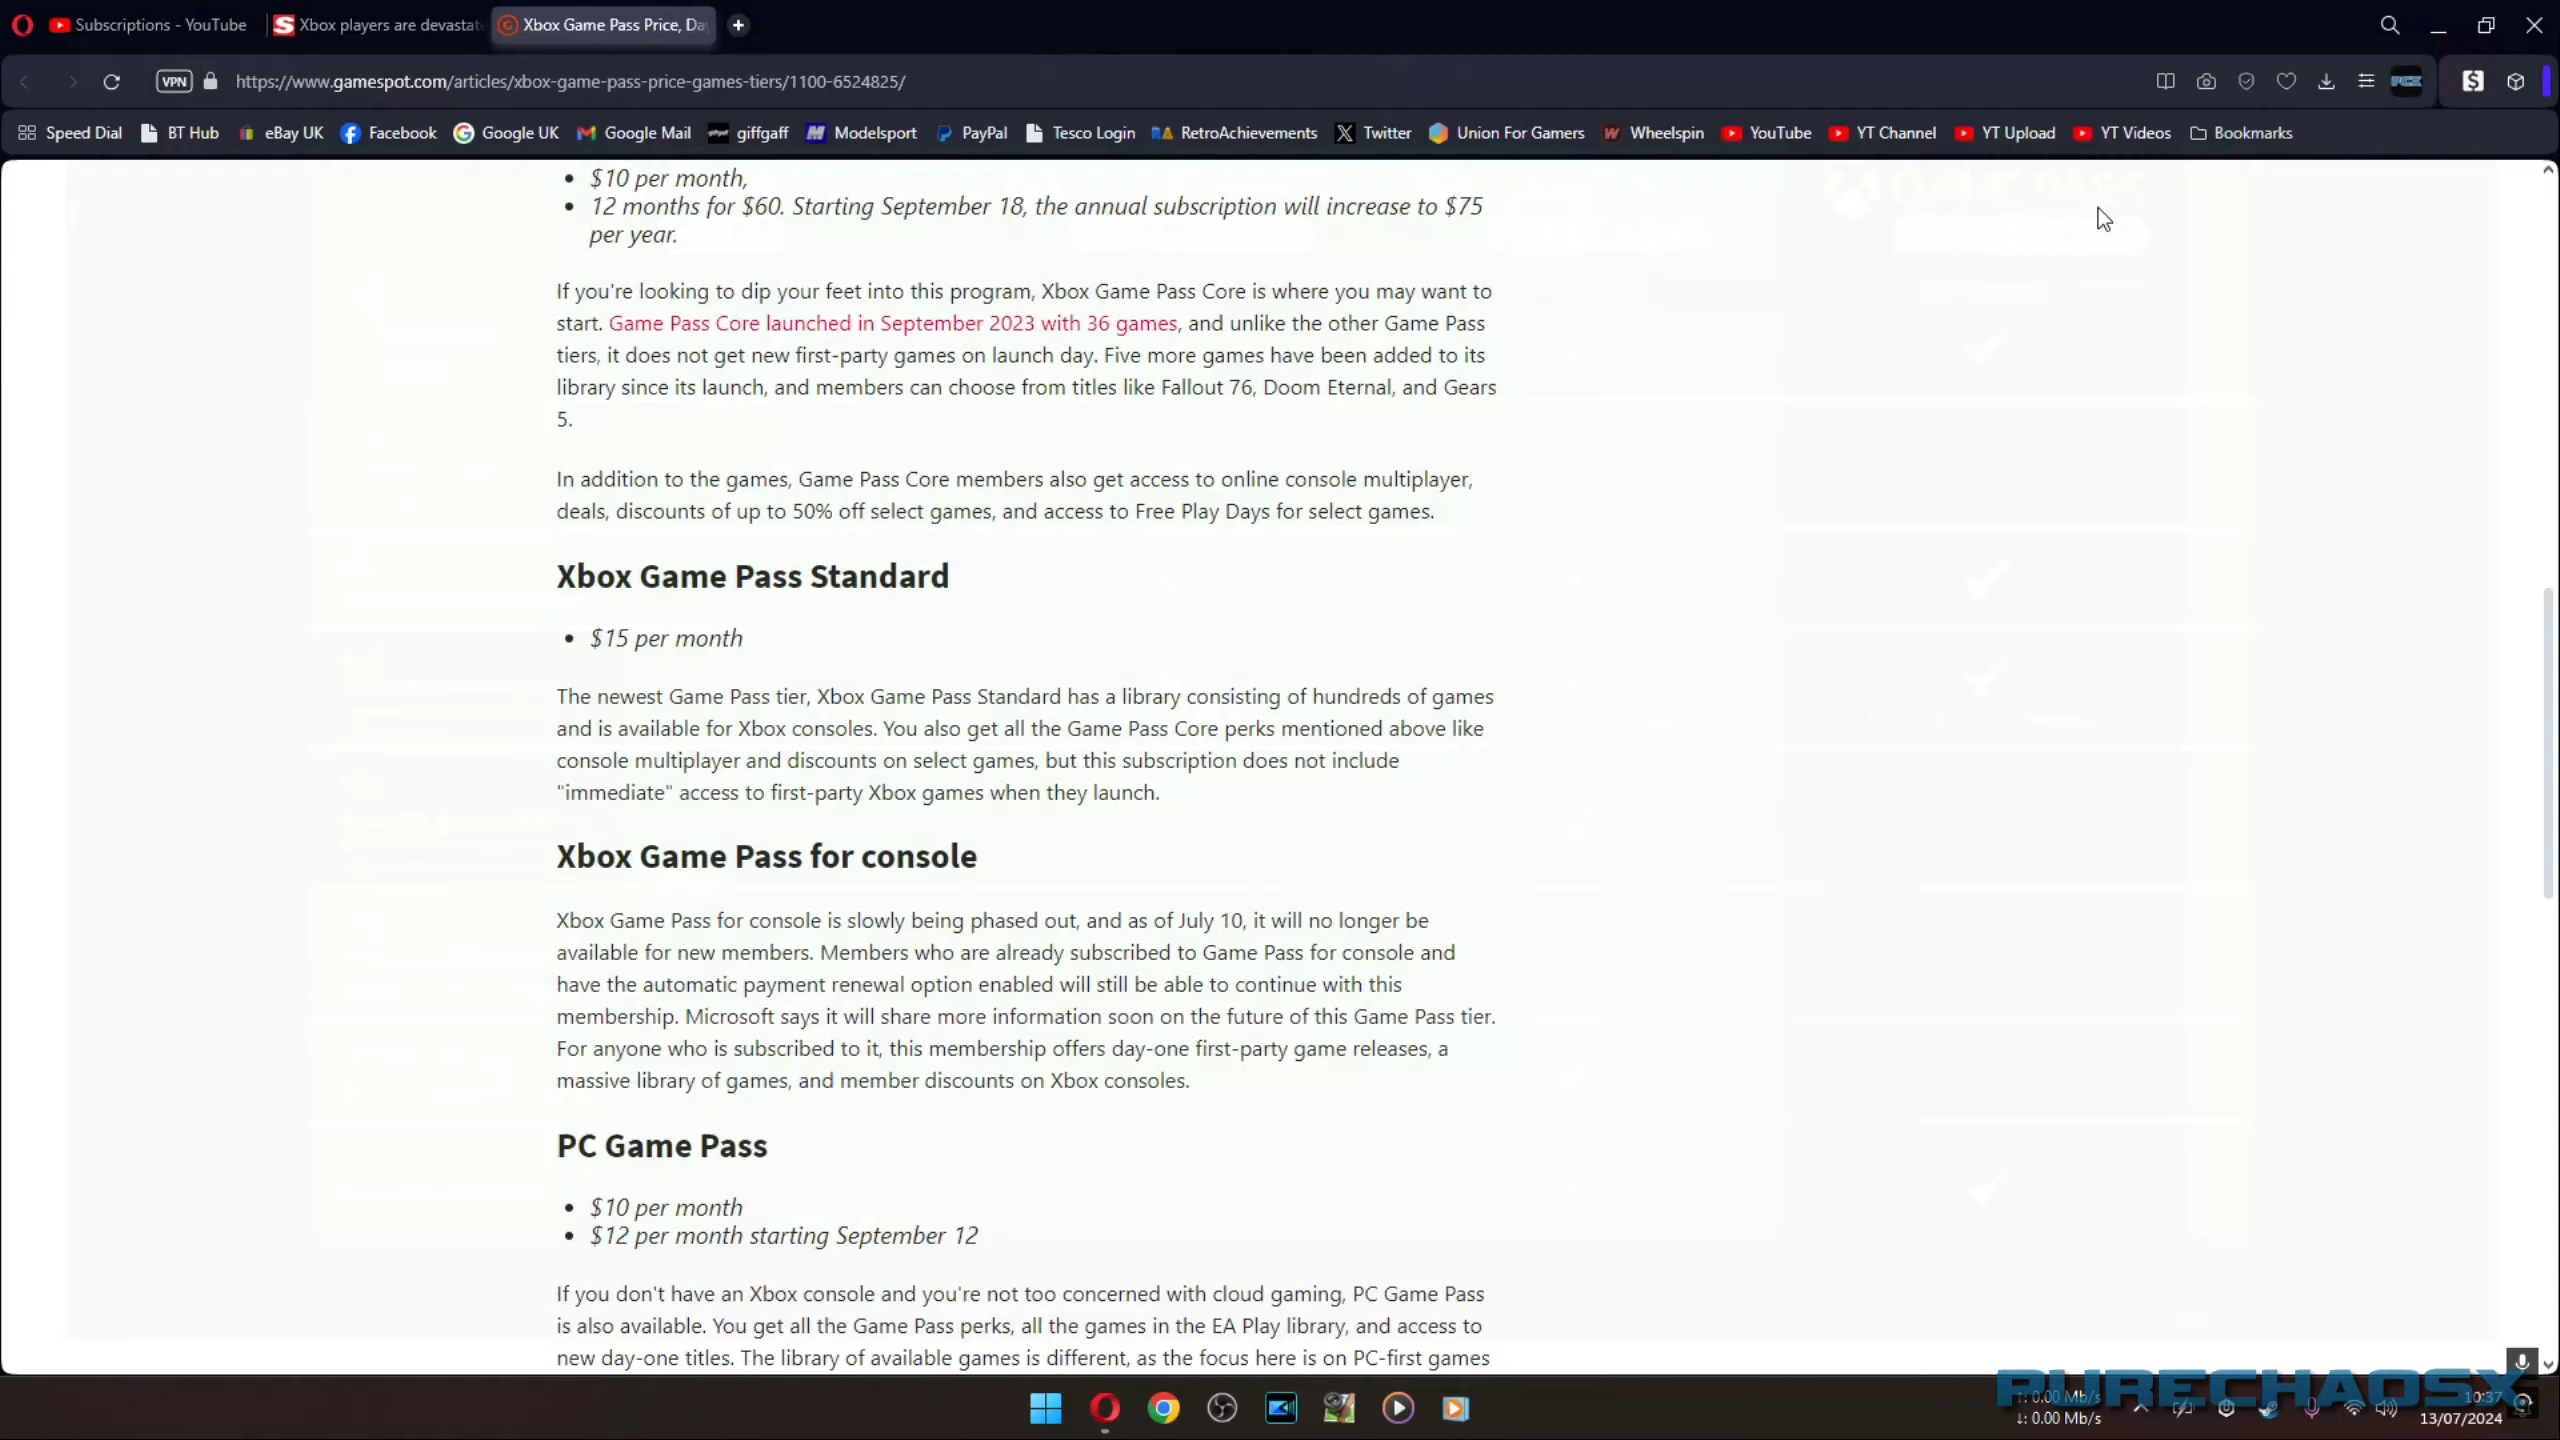 Subscriptions - YouTube
Xbox players are devastat
Xbox Game Pass Price, Da
VPN
https://www.gamespot.com/articles/xbox-game-pass-price-games-tiers/1100-6524825/
PCX
Speed Dial BT Hub eBay UK Facebook Google UK Google Mail giffgaff Modelsport PayPal Tesco Login RetroAchievements Twitter Union For Gamers Wheelspin YouTube YT Channel YT Upload YT Videos Bookmarks
• $10 per month,
• 12 months for $60. Starting September 18, the annual subscription will increase to $75
per year.
If you're looking to dip your feet into this program, Xbox Game Pass Core is where you may want to
start. Game Pass Core launched in September 2023 with 36 games, and unlike the other Game Pass
tiers, it does not get new first-party games on launch day. Five more games have been added to its
library since its launch, and members can choose from titles like Fallout 76, Doom Eternal, and Gears
5.
In addition to the games, Game Pass Core members also get access to online console multiplayer,
deals, discounts of up to 50% off select games, and access to Free Play Days for select games.
Xbox Game Pass Standard
• $15 per month
The newest Game Pass tier, Xbox Game Pass Standard has a library consisting of hundreds of games
and is available for Xbox consoles. You also get all the Game Pass Core perks mentioned above like
console multiplayer and discounts on select games, but this subscription does not include
"immediate" access to first-party Xbox games when they launch.
Xbox Game Pass for console
Xbox Game Pass for console is slowly being phased out, and as of July 10, it will no longer be
available for new members. Members who are already subscribed to Game Pass for console and
have the automatic payment renewal option enabled will still be able to continue with this
membership. Microsoft says it will share more information soon on the future of this Game Pass tier.
For anyone who is subscribed to it, this membership offers day-one first-party game releases, a
massive library of games, and member discounts on Xbox consoles.
PC Game Pass
• $10 per month
• $12 per month starting September 12
If you don't have an Xbox console and you're not too concerned with cloud gaming, PC Game Pass
is also available. You get all the Game Pass perks, all the games in the EA Play library, and access to
new day-one titles. The library of available games is different, as the focus here is on PC-first games
PURECHAOSX
↑: 0.00 Mb/s
↓: 0.00 Mb/s
10:37
13/07/2024